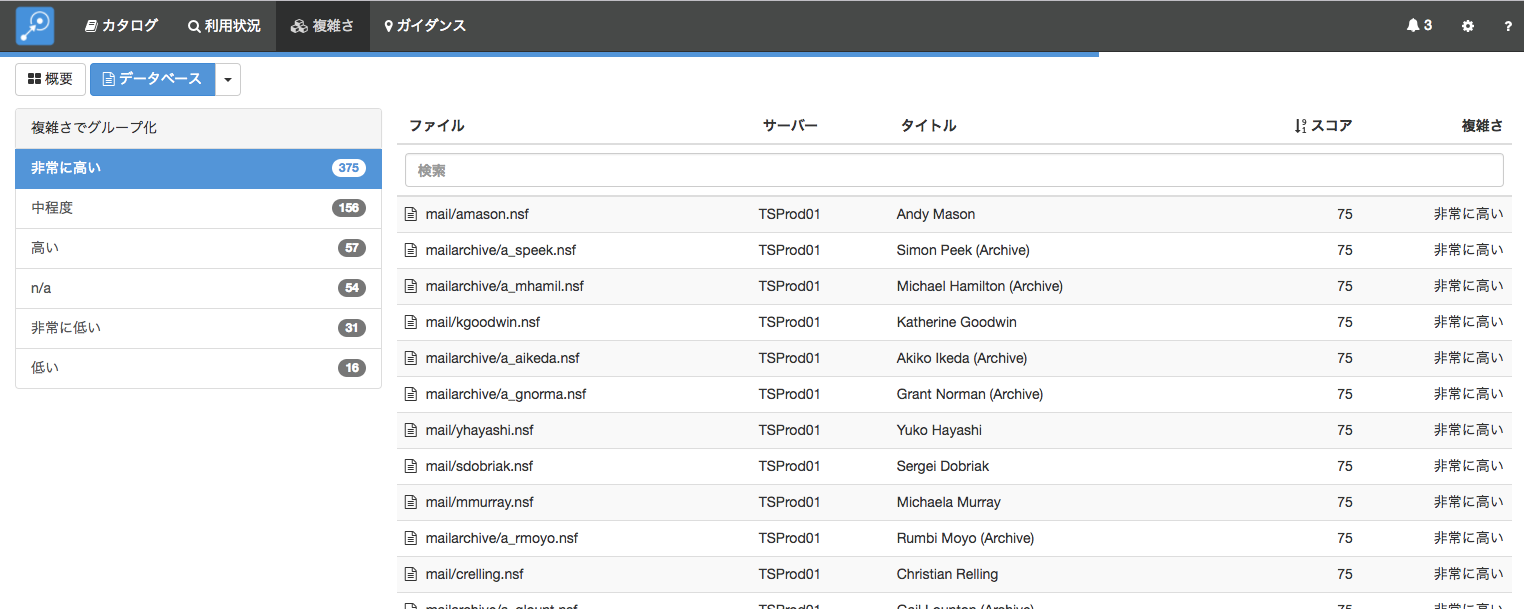 カタログ 利用状況 複雑さ ガイダンス 3 ?
概要 データベース
複雑さでグループ化
非常に高い 375
中程度 156
高い 57
n/a 54
非常に低い 31
低い 16
ファイル サーバー タイトル スコア 複雑さ
検索
mail/amason.nsf TSProd01 Andy Mason 75 非常に高い
mailarchive/a_speek.nsf TSProd01 Simon Peek (Archive) 75 非常に高い
mailarchive/a_mhamil.nsf TSProd01 Michael Hamilton (Archive) 75 非常に高い
mail/kgoodwin.nsf TSProd01 Katherine Goodwin 75 非常に高い
mailarchive/a_aikeda.nsf TSProd01 Akiko Ikeda (Archive) 75 非常に高い
mailarchive/a_gnorma.nsf TSProd01 Grant Norman (Archive) 75 非常に高い
mail/yhayashi.nsf TSProd01 Yuko Hayashi 75 非常に高い
mail/sdobriak.nsf TSProd01 Sergei Dobriak 75 非常に高い
mail/mmurray.nsf TSProd01 Michaela Murray 75 非常に高い
mailarchive/a_rmoyo.nsf TSProd01 Rumbi Moyo (Archive) 75 非常に高い
mail/crelling.nsf TSProd01 Christian Relling 75 非常に高い